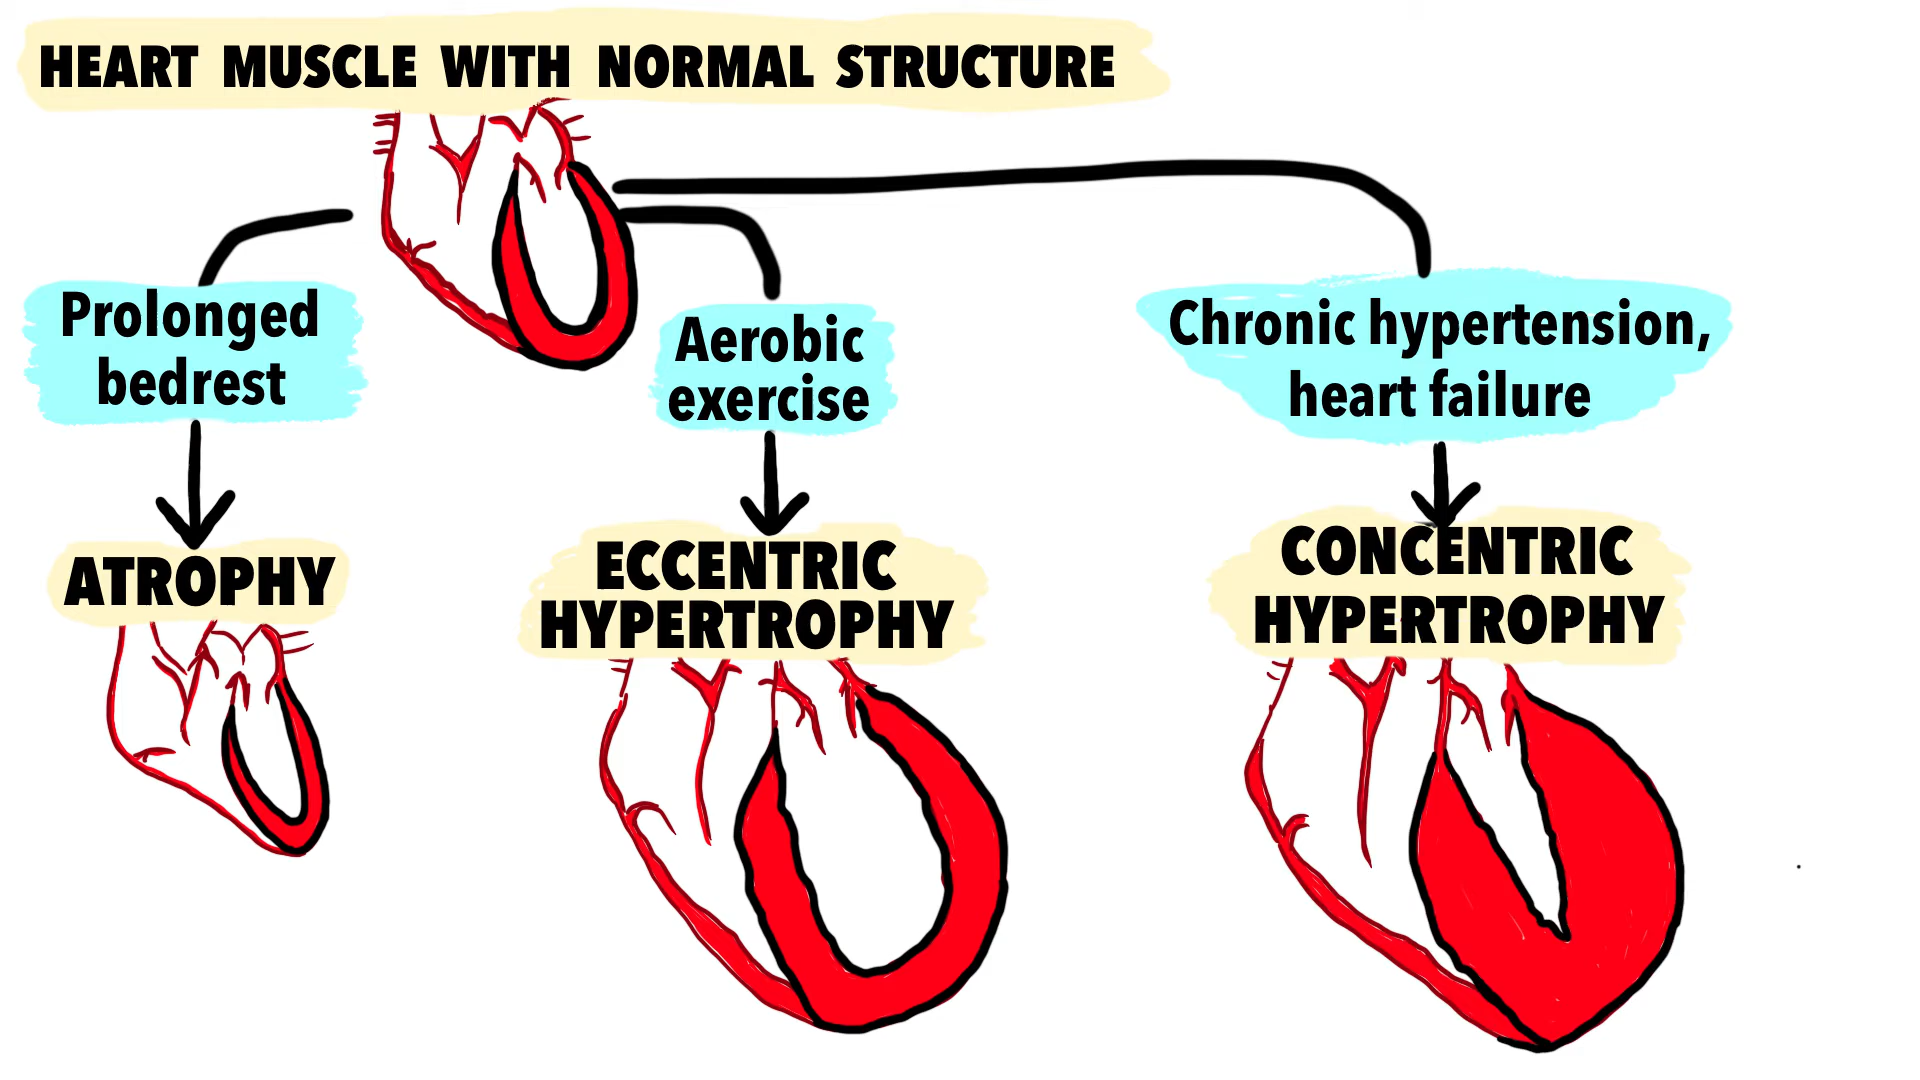 HEART MUSCLE WITH NORMAL STRUCTURE
Prolonged
bedrest
Aerobic
exercise
Chronic hypertension,
heart failure
ATROPHY
ECCENTRIC
HYPERTROPHY
CONCENTRIC
HYPERTROPHY